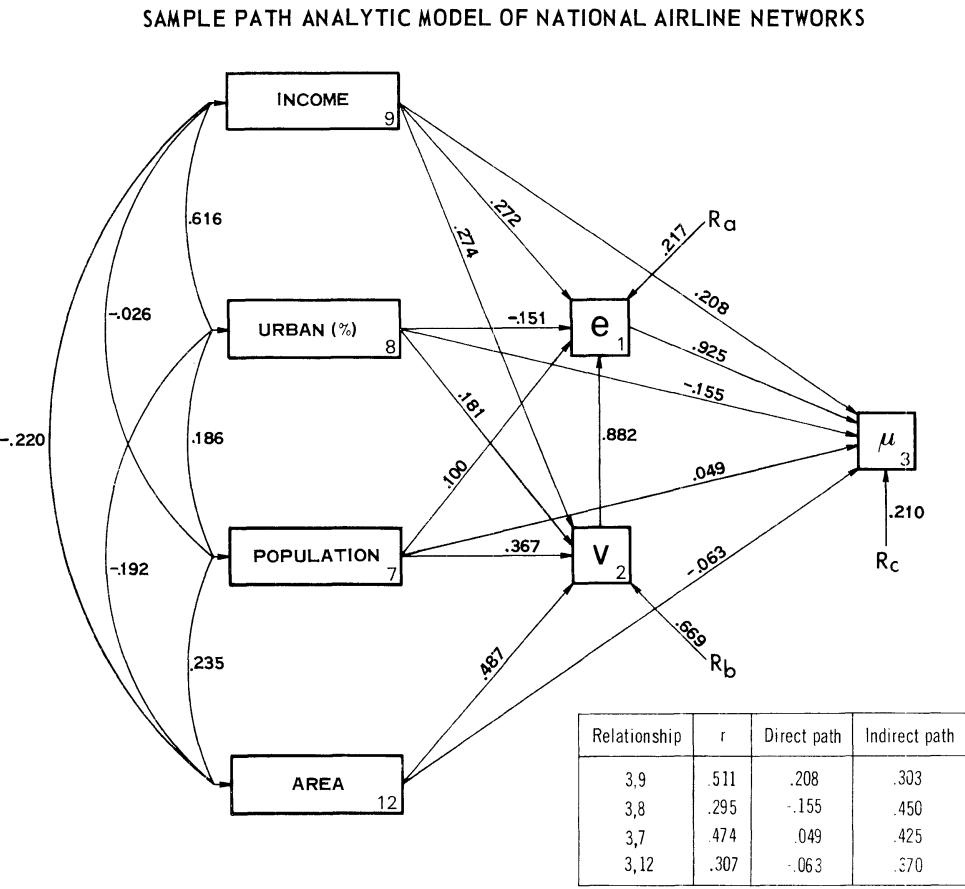 SAMPLE PATH ANALYTIC MODEL OF NATIONAL AIRLINE NETWORKS
INCOME
9
.616
.272
.274
Ra
.217
.208
-.026
URBAN (%)
8
-.151
e
1
.925
-.155
.181
-.220
.186
.882
μ
3
.100
.049
.210
Rc
POPULATION
7
.367
V
2
-.063
-.192
.669
Rb
.235
.487
AREA
12
Relationship r Direct path Indirect path
3,9 .511 .208 .303
3,8 .295 -.155 .450
3,7 .474 .049 .425
3,12 .307 -.063 .370